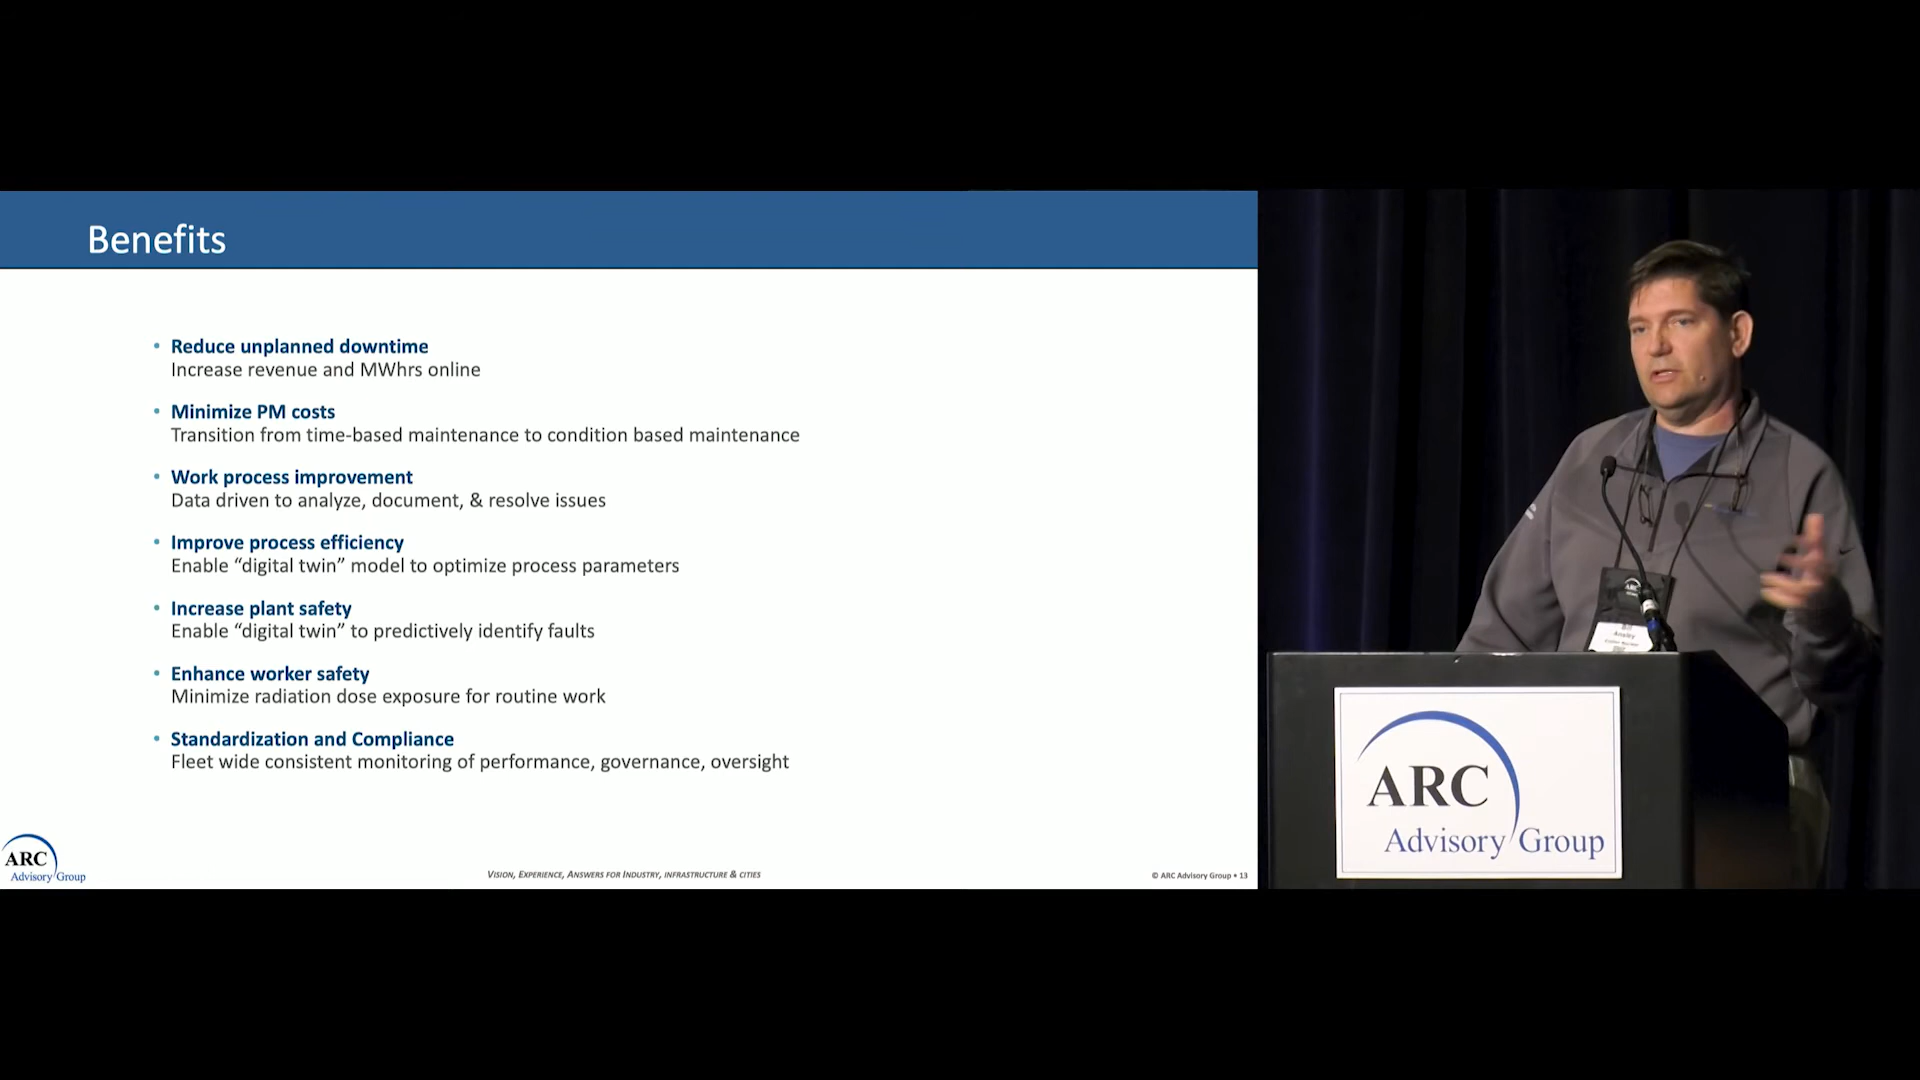 Benefits
• Reduce unplanned downtime
Increase revenue and MWhrs online
• Minimize PM costs
Transition from time-based maintenance to condition based maintenance
• Work process improvement
Data driven to analyze, document, & resolve issues
• Improve process efficiency
Enable “digital twin” model to optimize process parameters
• Increase plant safety
Enable “digital twin” to predictively identify faults
• Enhance worker safety
Minimize radiation dose exposure for routine work
• Standardization and Compliance
Fleet wide consistent monitoring of performance, governance, oversight
ARC
Advisory Group
VISION, EXPERIENCE, ANSWERS FOR INDUSTRY, INFRASTRUCTURE & CITIES
© ARC Advisory Group • 13
ARC
Ansley
ARC
Advisory Group